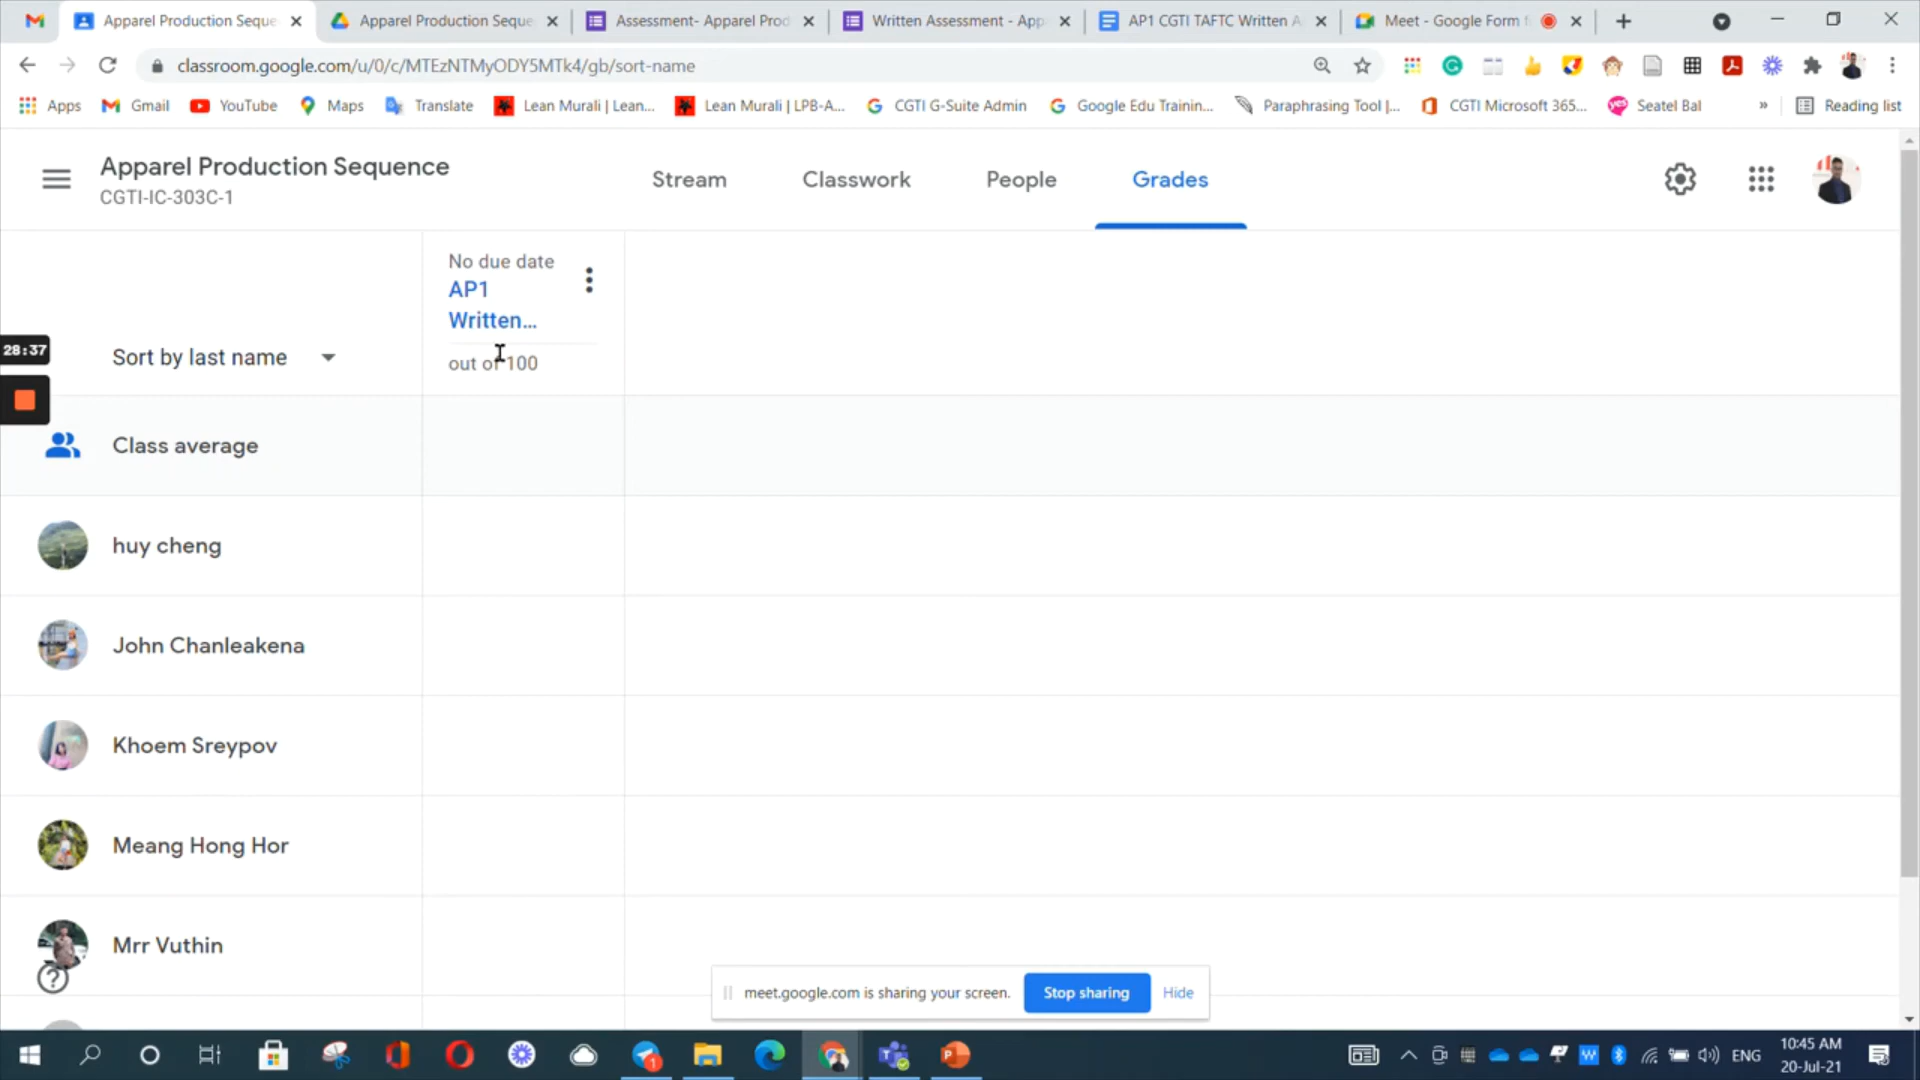 Apparel Production Seque
Apparel Production Seque
Assessment- Apparel Prod
Written Assessment - App
AP1 CGTI TAFTC Written A
Meet - Google Form f
classroom.google.com/u/0/c/MTEzNTMyODY5MTk4/gb/sort-name
Apps
Gmail
YouTube
Maps
Translate
Lean Murali | Lean...
Lean Murali | LPB-A...
CGTI G-Suite Admin
Google Edu Trainin...
Paraphrasing Tool |...
CGTI Microsoft 365...
Seatel Bal
»
Reading list
Apparel Production Sequence
CGTI-IC-303C-1
Stream
Classwork
People
Grades
No due date
AP1
Written...
out of 100
28:37
Sort by last name
Class average
huy cheng
John Chanleakena
Khoem Sreypov
Meang Hong Hor
Mrr Vuthin
meet.google.com is sharing your screen.
Stop sharing
Hide
ENG
10:45 AM
20-Jul-21